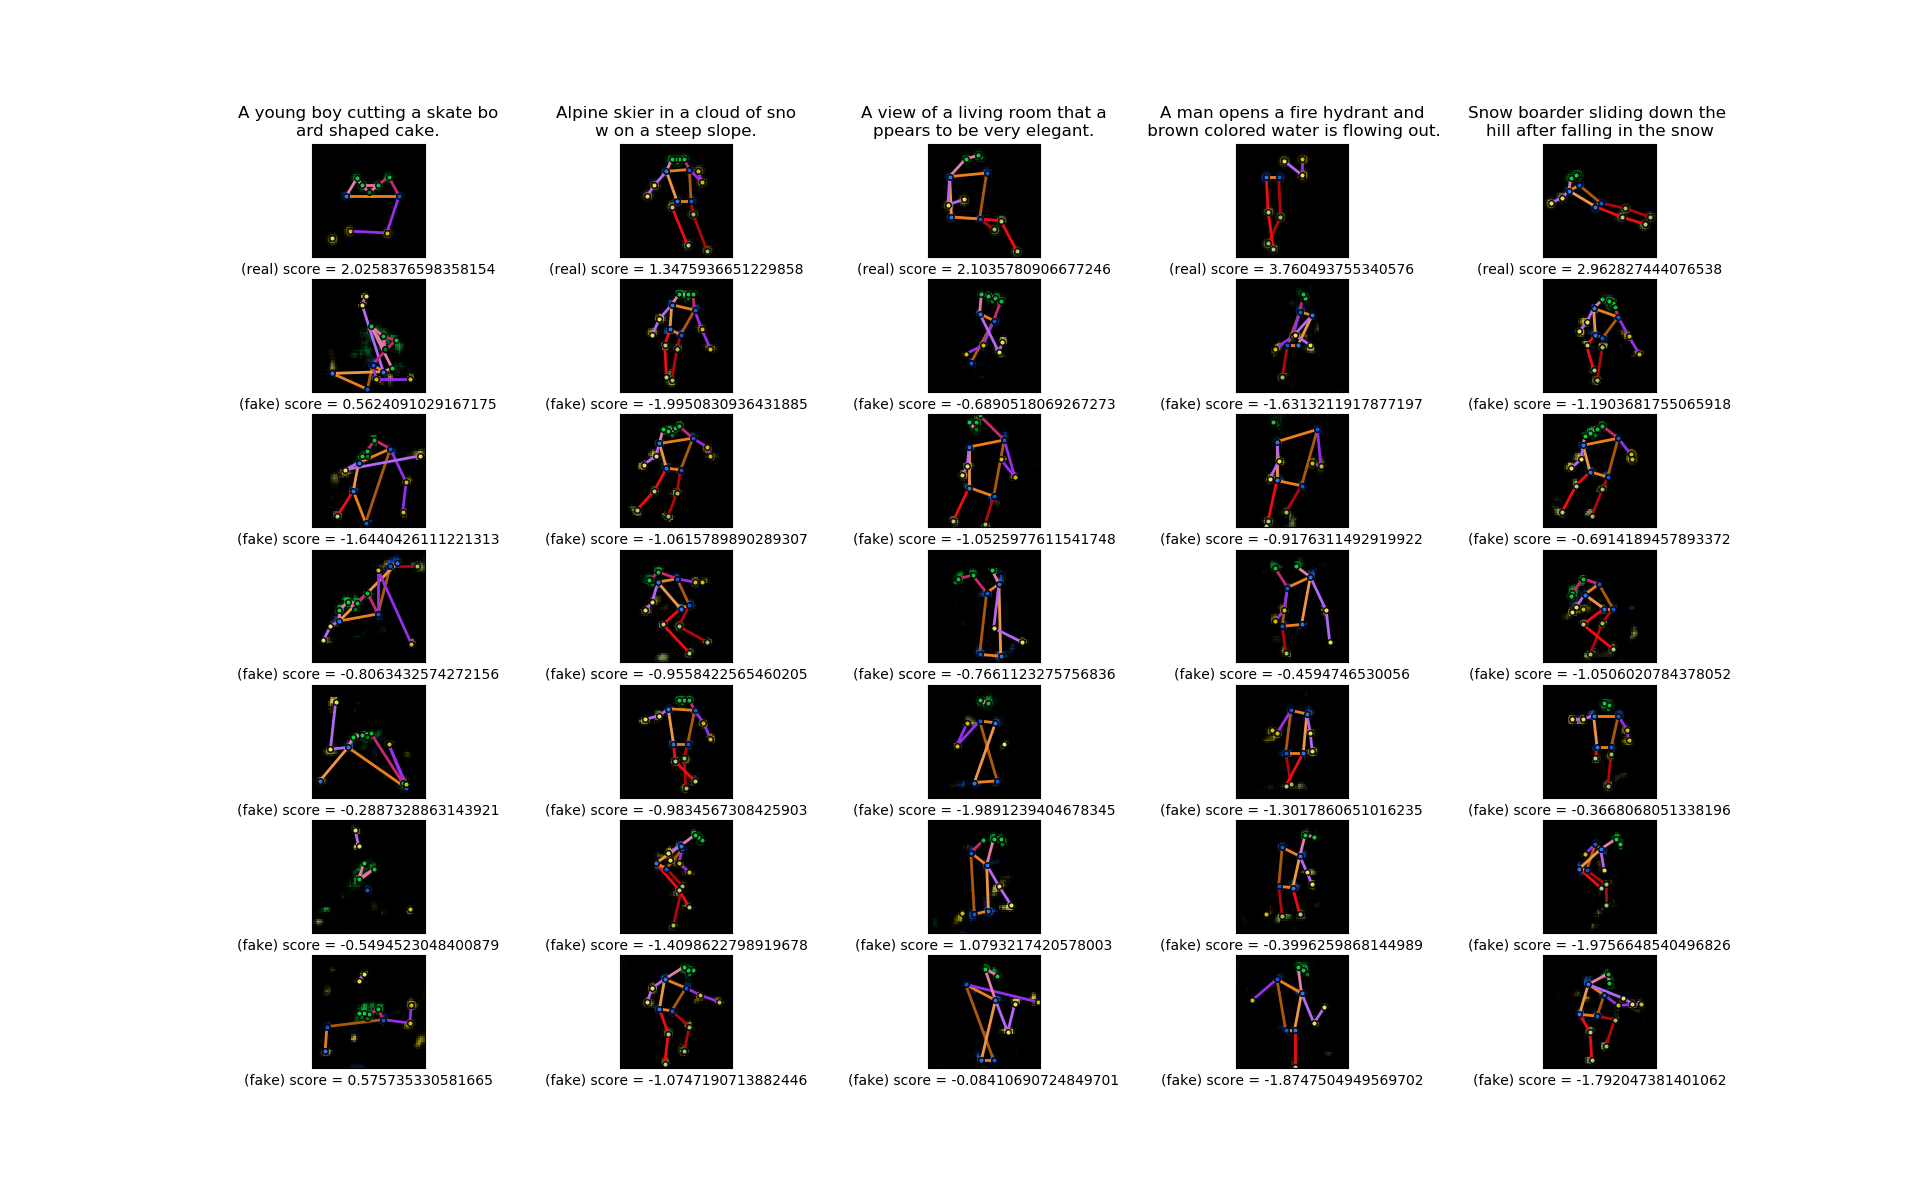 A young boy cutting a skate bo
ard shaped cake.
Alpine skier in a cloud of sno
w on a steep slope.
A view of a living room that a
ppears to be very elegant.
A man opens a fire hydrant and
brown colored water is flowing out.
Snow boarder sliding down the
hill after falling in the snow
(real) score = 2.0258376598358154
(real) score = 1.3475936651229858
(real) score = 2.1035780906677246
(real) score = 3.760493755340576
(real) score = 2.962827444076538
(fake) score = 0.5624091029167175
(fake) score = -1.9950830936431885
(fake) score = -0.6890518069267273
(fake) score = -1.6313211917877197
(fake) score = -1.1903681755065918
(fake) score = -1.6440426111221313
(fake) score = -1.0615789890289307
(fake) score = -1.0525977611541748
(fake) score = -0.9176311492919922
(fake) score = -0.6914189457893372
(fake) score = -0.8063432574272156
(fake) score = -0.9558422565460205
(fake) score = -0.7661123275756836
(fake) score = -0.4594746530056
(fake) score = -1.0506020784378052
(fake) score = -0.2887328863143921
(fake) score = -0.9834567308425903
(fake) score = -1.9891239404678345
(fake) score = -1.3017860651016235
(fake) score = -0.3668068051338196
(fake) score = -0.5494523048400879
(fake) score = -1.4098622798919678
(fake) score = 1.0793217420578003
(fake) score = -0.3996259868144989
(fake) score = -1.9756648540496826
(fake) score = 0.575735330581665
(fake) score = -1.0747190713882446
(fake) score = -0.08410690724849701
(fake) score = -1.8747504949569702
(fake) score = -1.792047381401062